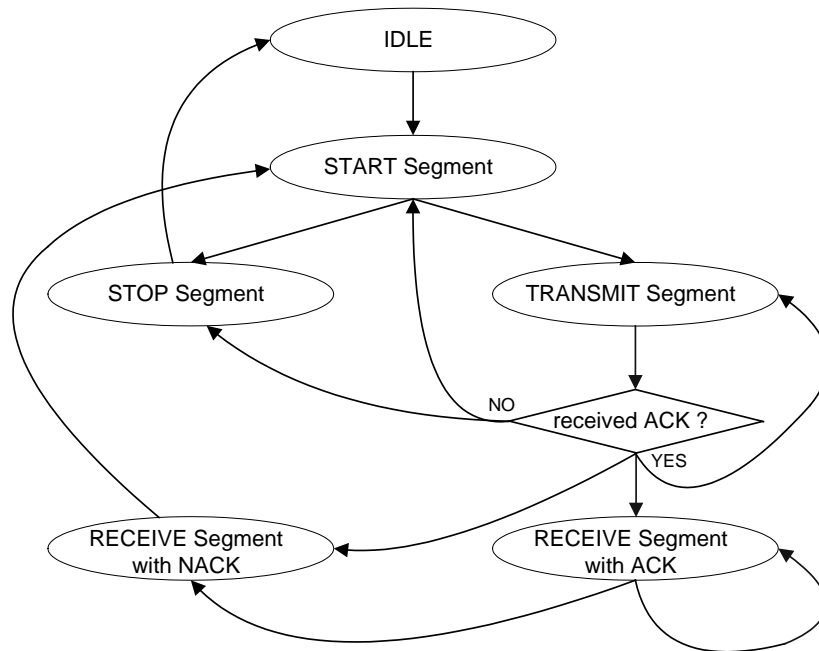 IDLE
START Segment
STOP Segment
TRANSMIT Segment
NO
received ACK ?
YES
RECEIVE Segment
with NACK
RECEIVE Segment
with ACK